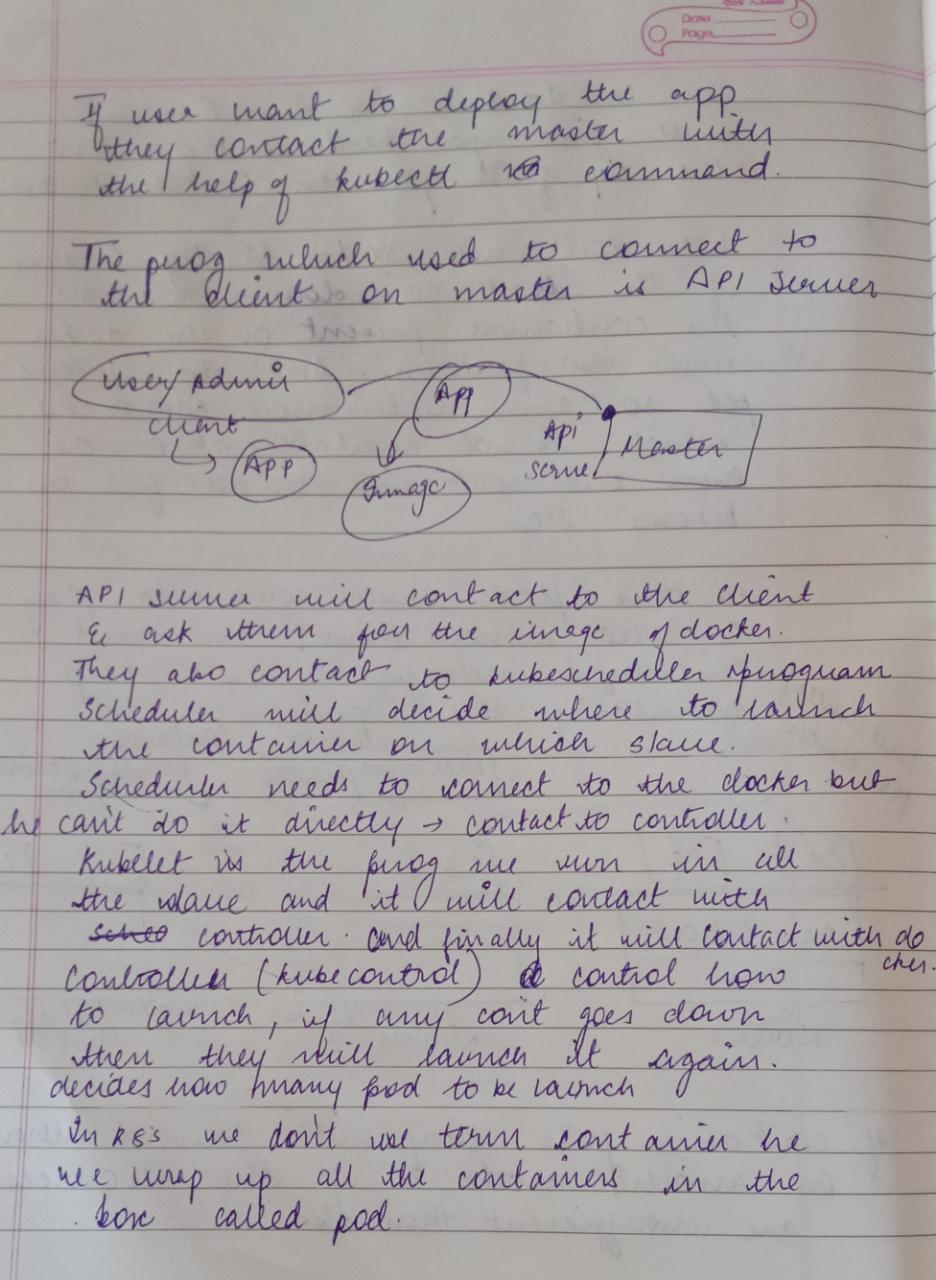 Date
Page
If user want to deploy the app
they contact the master with
the help of kubectl command.
The prog which used to connect to
the client on master is API server
User/Admin
client
App
App
Image
Api
server
Master
API server will contact to the client
& ask them for the image of docker.
They also contact to kubescheduller program
Scheduler will decide where to launch
the container on which slave.
Scheduler needs to connect to the docker but
he can't do it directly → contact to controller.
Kubelet is the prog we run in all
the slave and it will contact with
controller. And finally it will contact with do
cker.
Controller (kubecontrol) control how
to launch, if any cont goes down
then they will launch it again.
decides how many pod to be launch
In K8s we don't use term container he
we wrap up all the containers in the
box called pod.